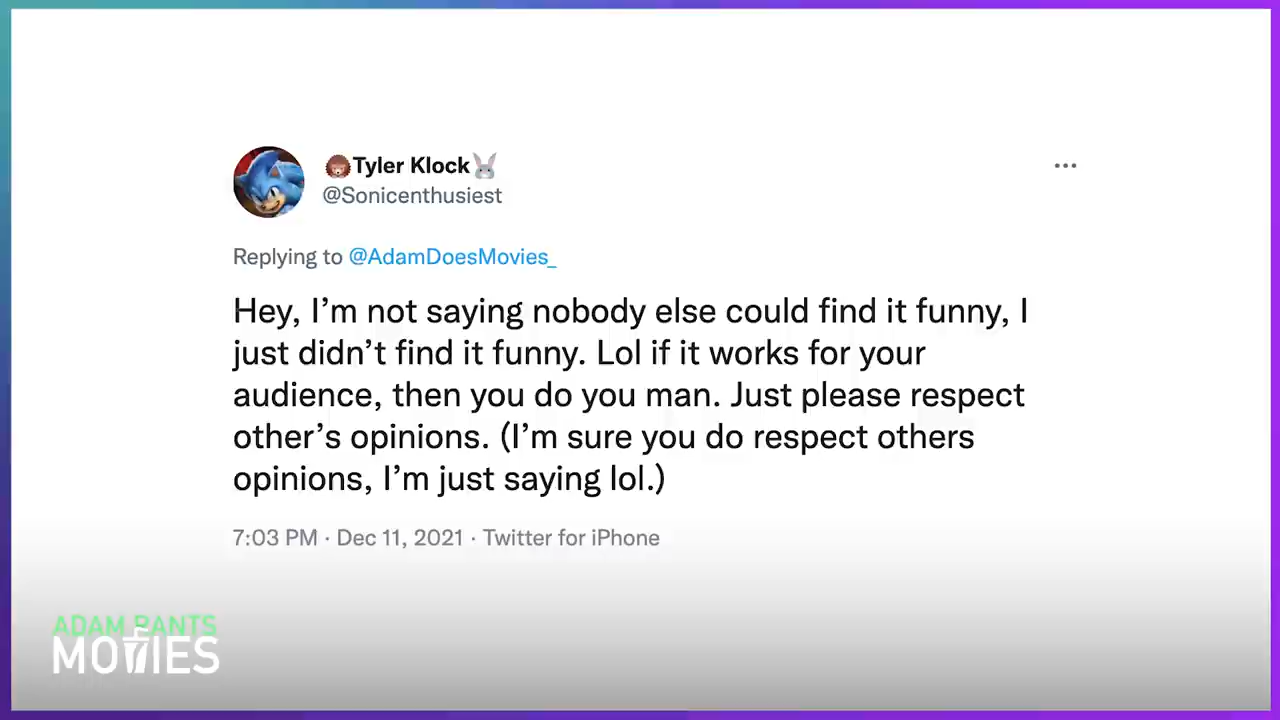 Tyler Klock
@Sonicenthusiest
Replying to @AdamDoesMovies_
Hey, I’m not saying nobody else could find it funny, I
just didn’t find it funny. Lol if it works for your
audience, then you do you man. Just please respect
other’s opinions. (I’m sure you do respect others
opinions, I’m just saying lol.)
7:03 PM · Dec 11, 2021 · Twitter for iPhone
ADAM RANTS
MOVIES